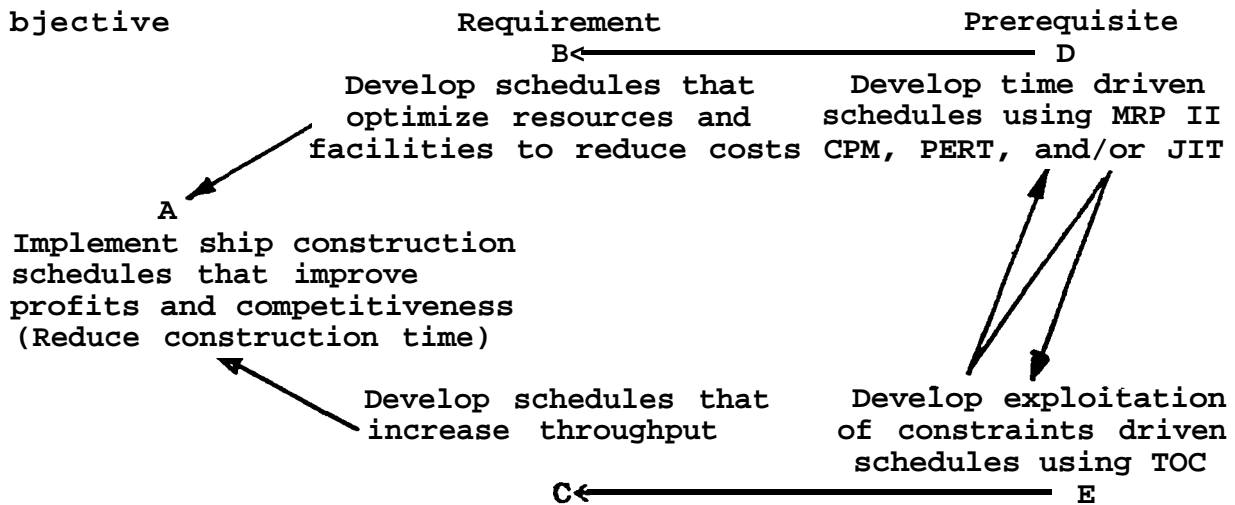 bjective Requirement Prerequisite
B D
Develop schedules that
optimize resources and
facilities to reduce costs
Develop time driven
schedules using MRP II
CPM, PERT, and/or JIT
A
Implement ship construction
schedules that improve
profits and competitiveness
(Reduce construction time)
Develop schedules that
increase throughput
Develop exploitation
of constraints driven
schedules using TOC
C E